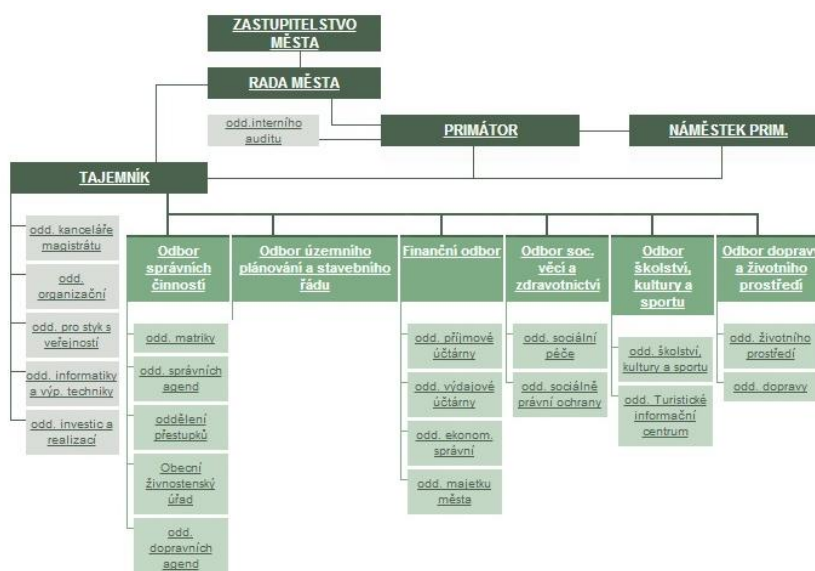 ZASTUPITELSTVO
MĚSTA
RADA MĚSTA
odd.interního
auditu
PRIMÁTOR
NÁMĚSTEK PRIM.
TAJEMNÍK
odd. kanceláře
magistrátu
odd.
organizační
odd. pro styk s
veřejností
odd. informatiky
a výp. techniky
odd. investic a
realizací
Odbor
správních
činností
odd. matriky
odd. správních
agend
oddělení
přestupků
Obecní
živnostenský
úřad
odd.
dopravních
agend
Odbor územního
plánování a stavebního
řádu
Finanční odbor
odd. příjmové
účtárny
odd. výdajové
účtárny
odd. ekonom.
správní
odd. majetku
města
Odbor soc.
věcí a
zdravotnictví
odd. sociální
péče
odd. sociálně
právní ochrany
Odbor
školství,
kultury a
sportu
odd. školství,
kultury a sportu
odd. Turistické
informační
centrum
Odbor dopravy
a životního
prostředí
odd. životního
prostředí
odd. dopravy